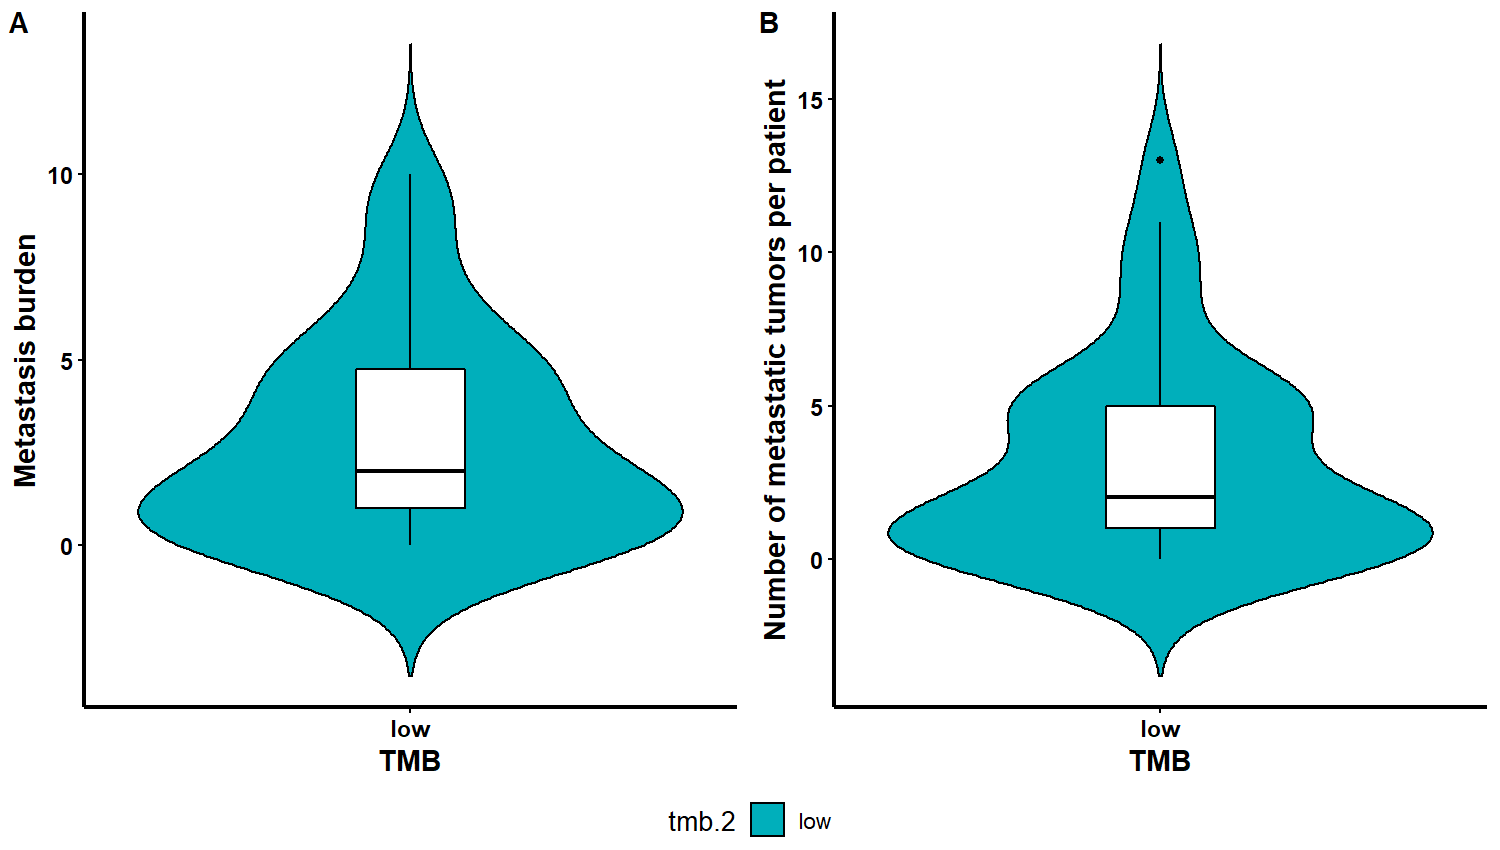 A
Metastasis burden
10
5
0
low
TMB
B
Number of metastatic tumors per patient
15
10
5
0
low
TMB
tmb.2 low